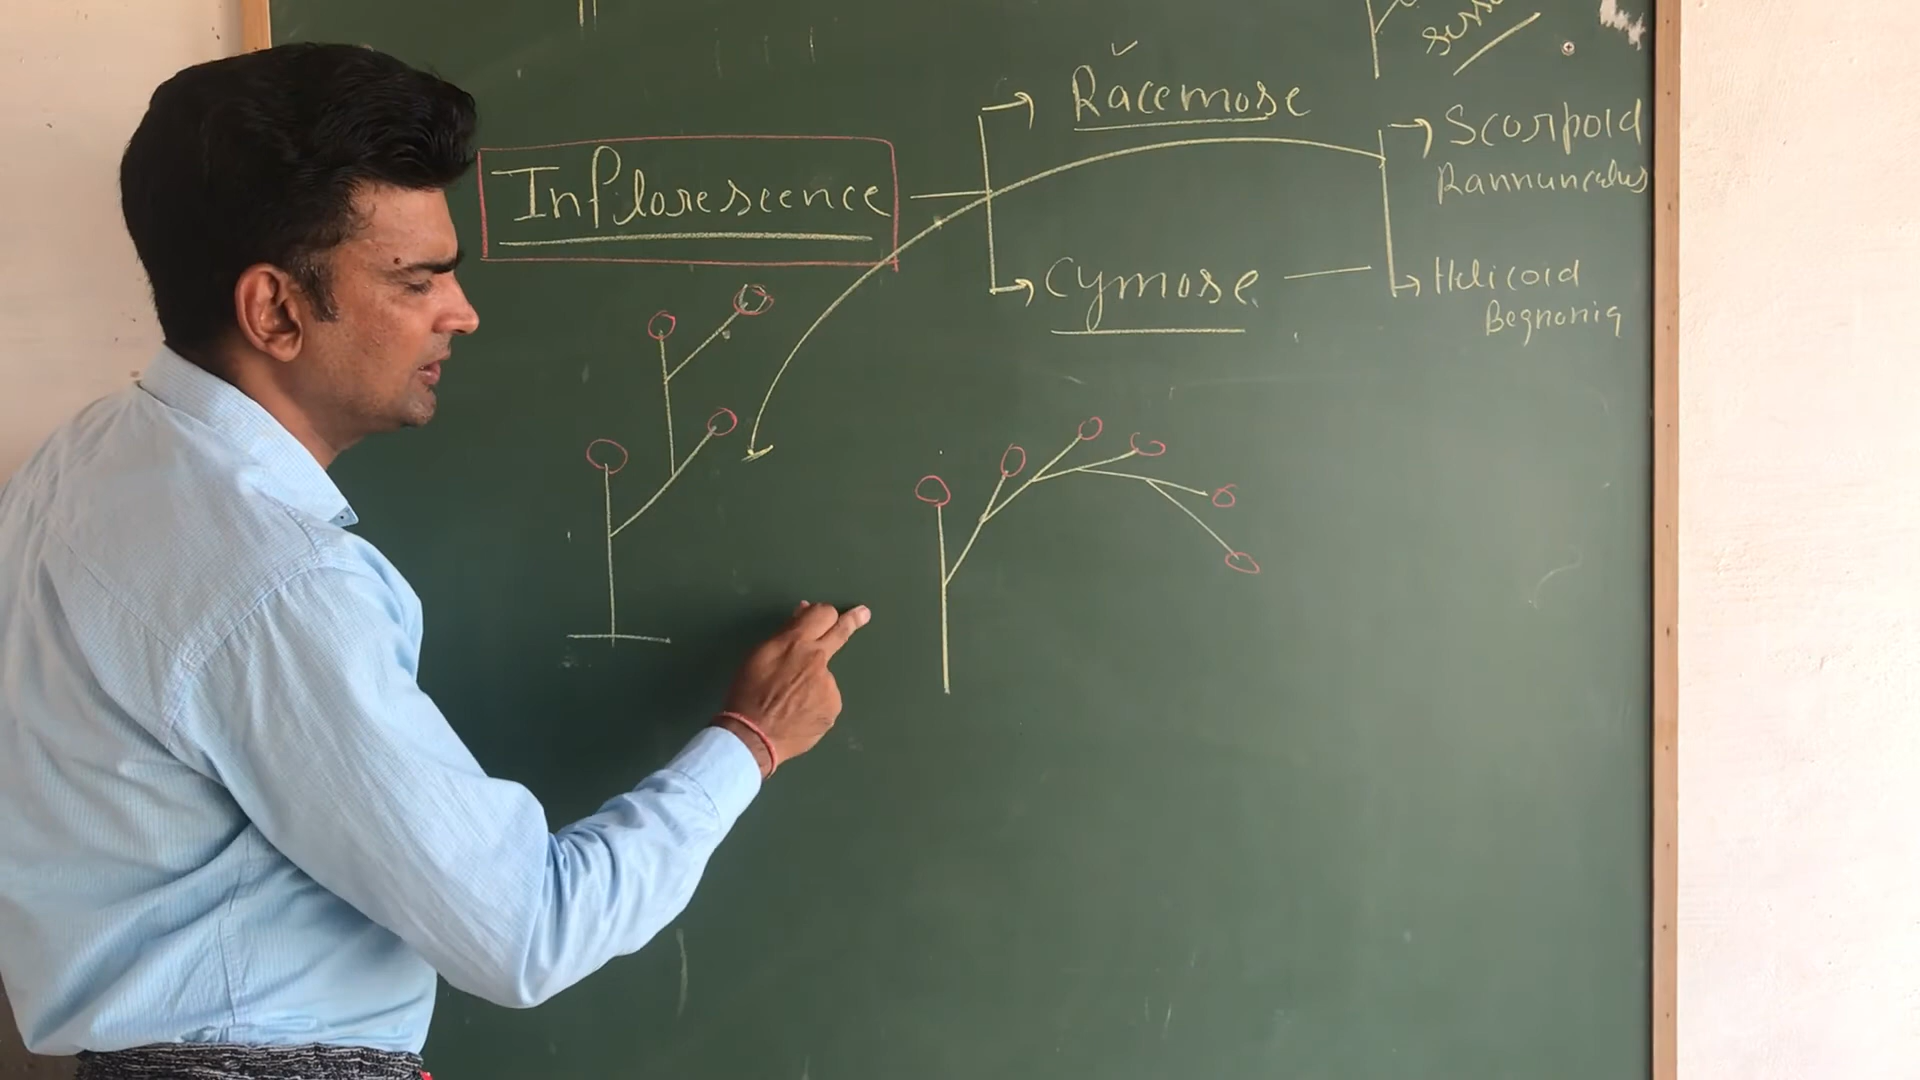 Racemose
Inflorescence
Cymose
Scorpoid
Rannunculus
Helicoid
Begnonia